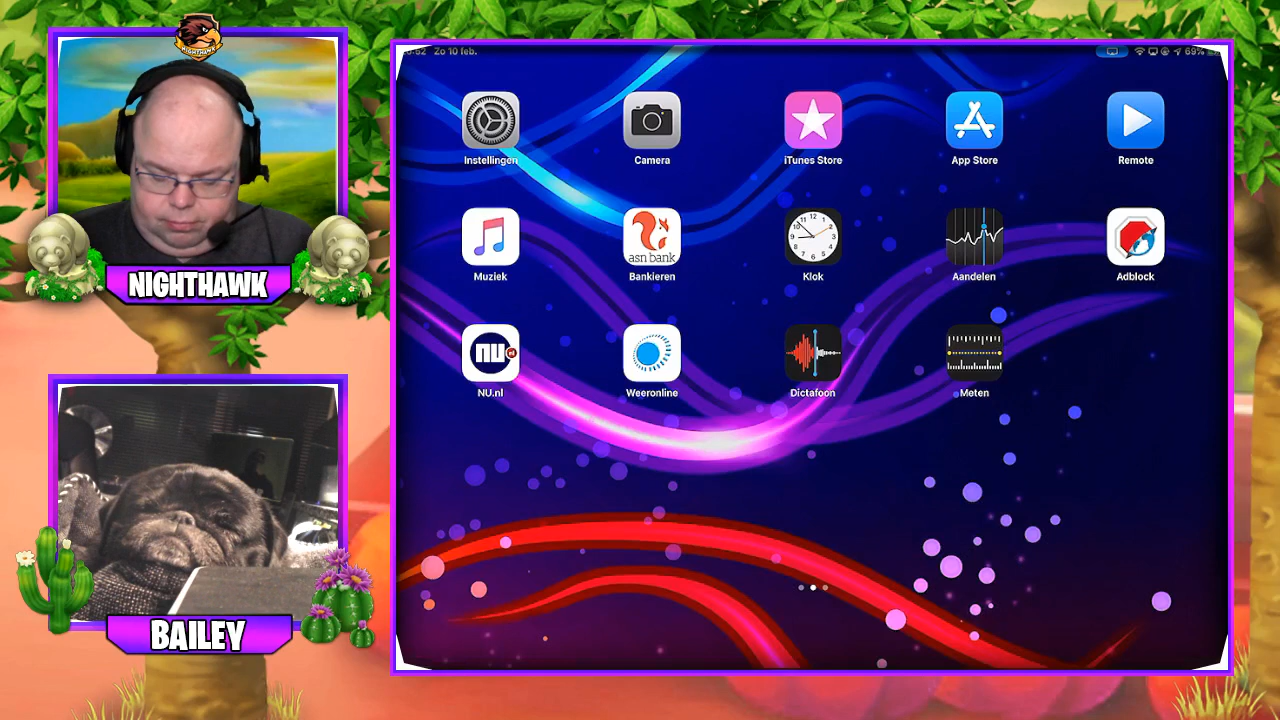 NIGHTHAWK
Zo 10 feb.
69%
Instellingen
Camera
iTunes Store
App Store
Remote
asn bank
Muziek
Bankieren
Klok
Aandelen
Adblock
NU nl
NU.nl
Weeronline
Dictafoon
Meten
NIGHTHAWK
BAILEY